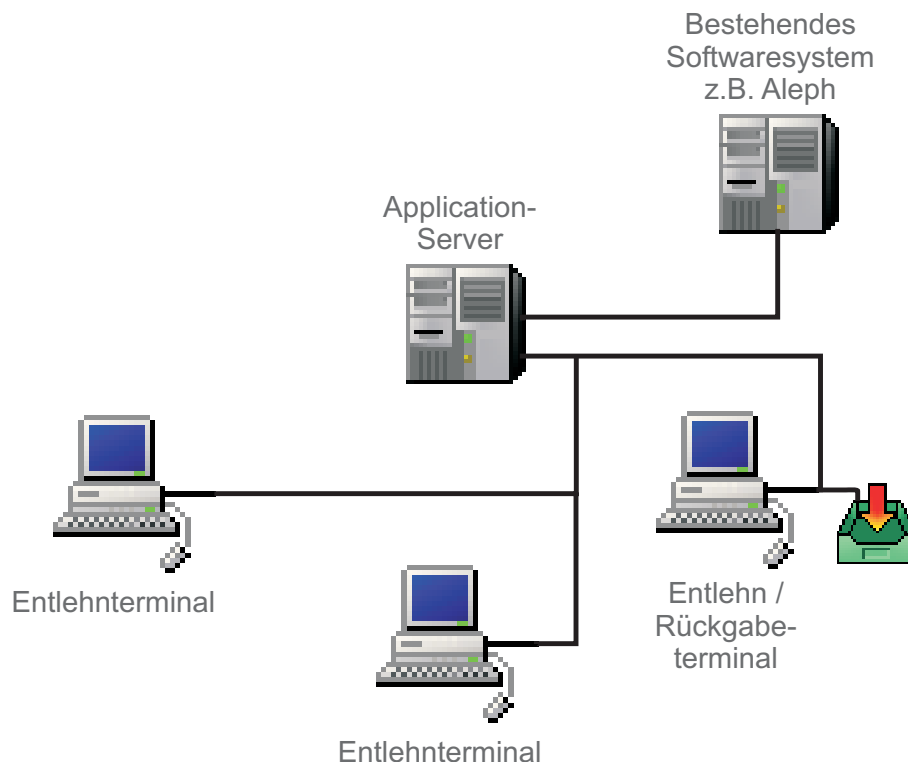 Bestehendes
Softwaresystem
z.B. Aleph
Application-
Server
Entlehnterminal
Entlehn /
Rückgabe-
terminal
Entlehnterminal